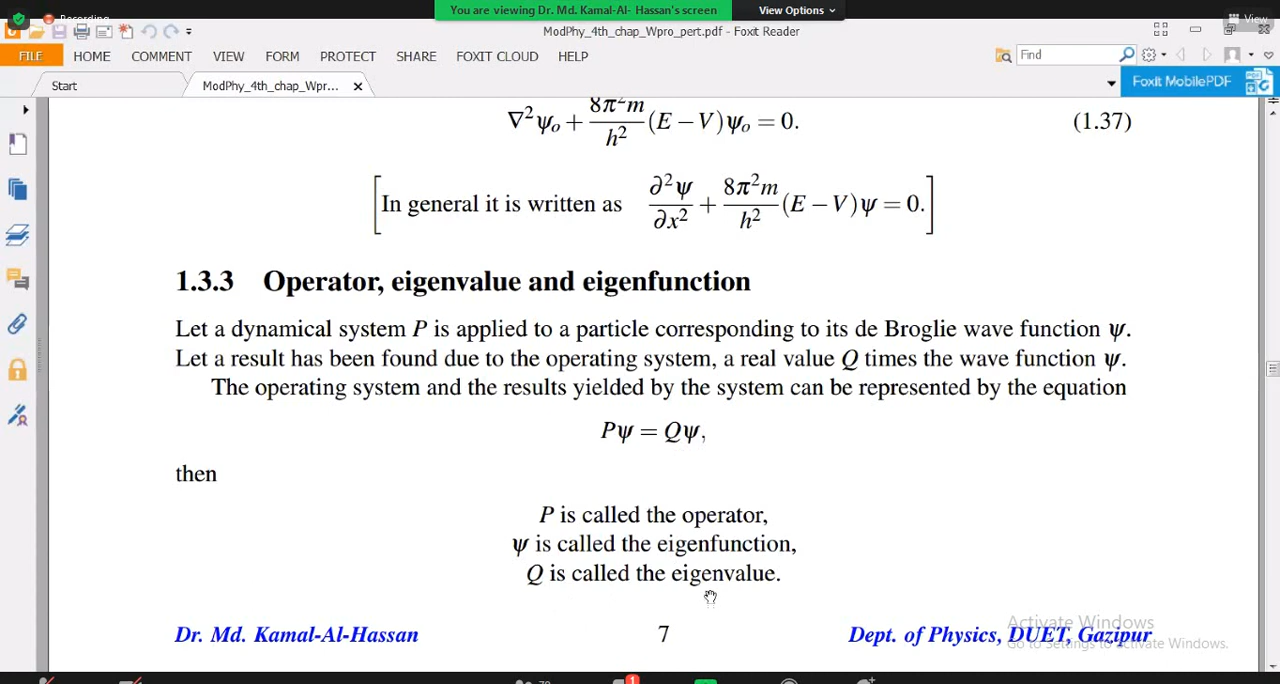 You are viewing Dr. Md. Kamal-Al- Hassan's screen
View Options
Recording
View
ModPhy_4th_chap_Wpro_pert.pdf - Foxit Reader
FILE HOME COMMENT VIEW FORM PROTECT SHARE FOXIT CLOUD HELP
Find
Start
ModPhy_4th_chap_Wpr...
Foxit MobilePDF
∇²ψₒ + 8π²m/h² (E − V)ψₒ = 0. (1.37)
[In general it is written as ∂²ψ/∂x² + 8π²m/h² (E − V)ψ = 0.]
1.3.3 Operator, eigenvalue and eigenfunction
Let a dynamical system P is applied to a particle corresponding to its de Broglie wave function ψ.
Let a result has been found due to the operating system, a real value Q times the wave function ψ.
The operating system and the results yielded by the system can be represented by the equation
Pψ = Qψ,
then
P is called the operator,
ψ is called the eigenfunction,
Q is called the eigenvalue.
Dr. Md. Kamal-Al-Hassan 7 Dept. of Physics, DUET, Gazipur
Activate Windows
Go to Settings to Activate Windows.
1